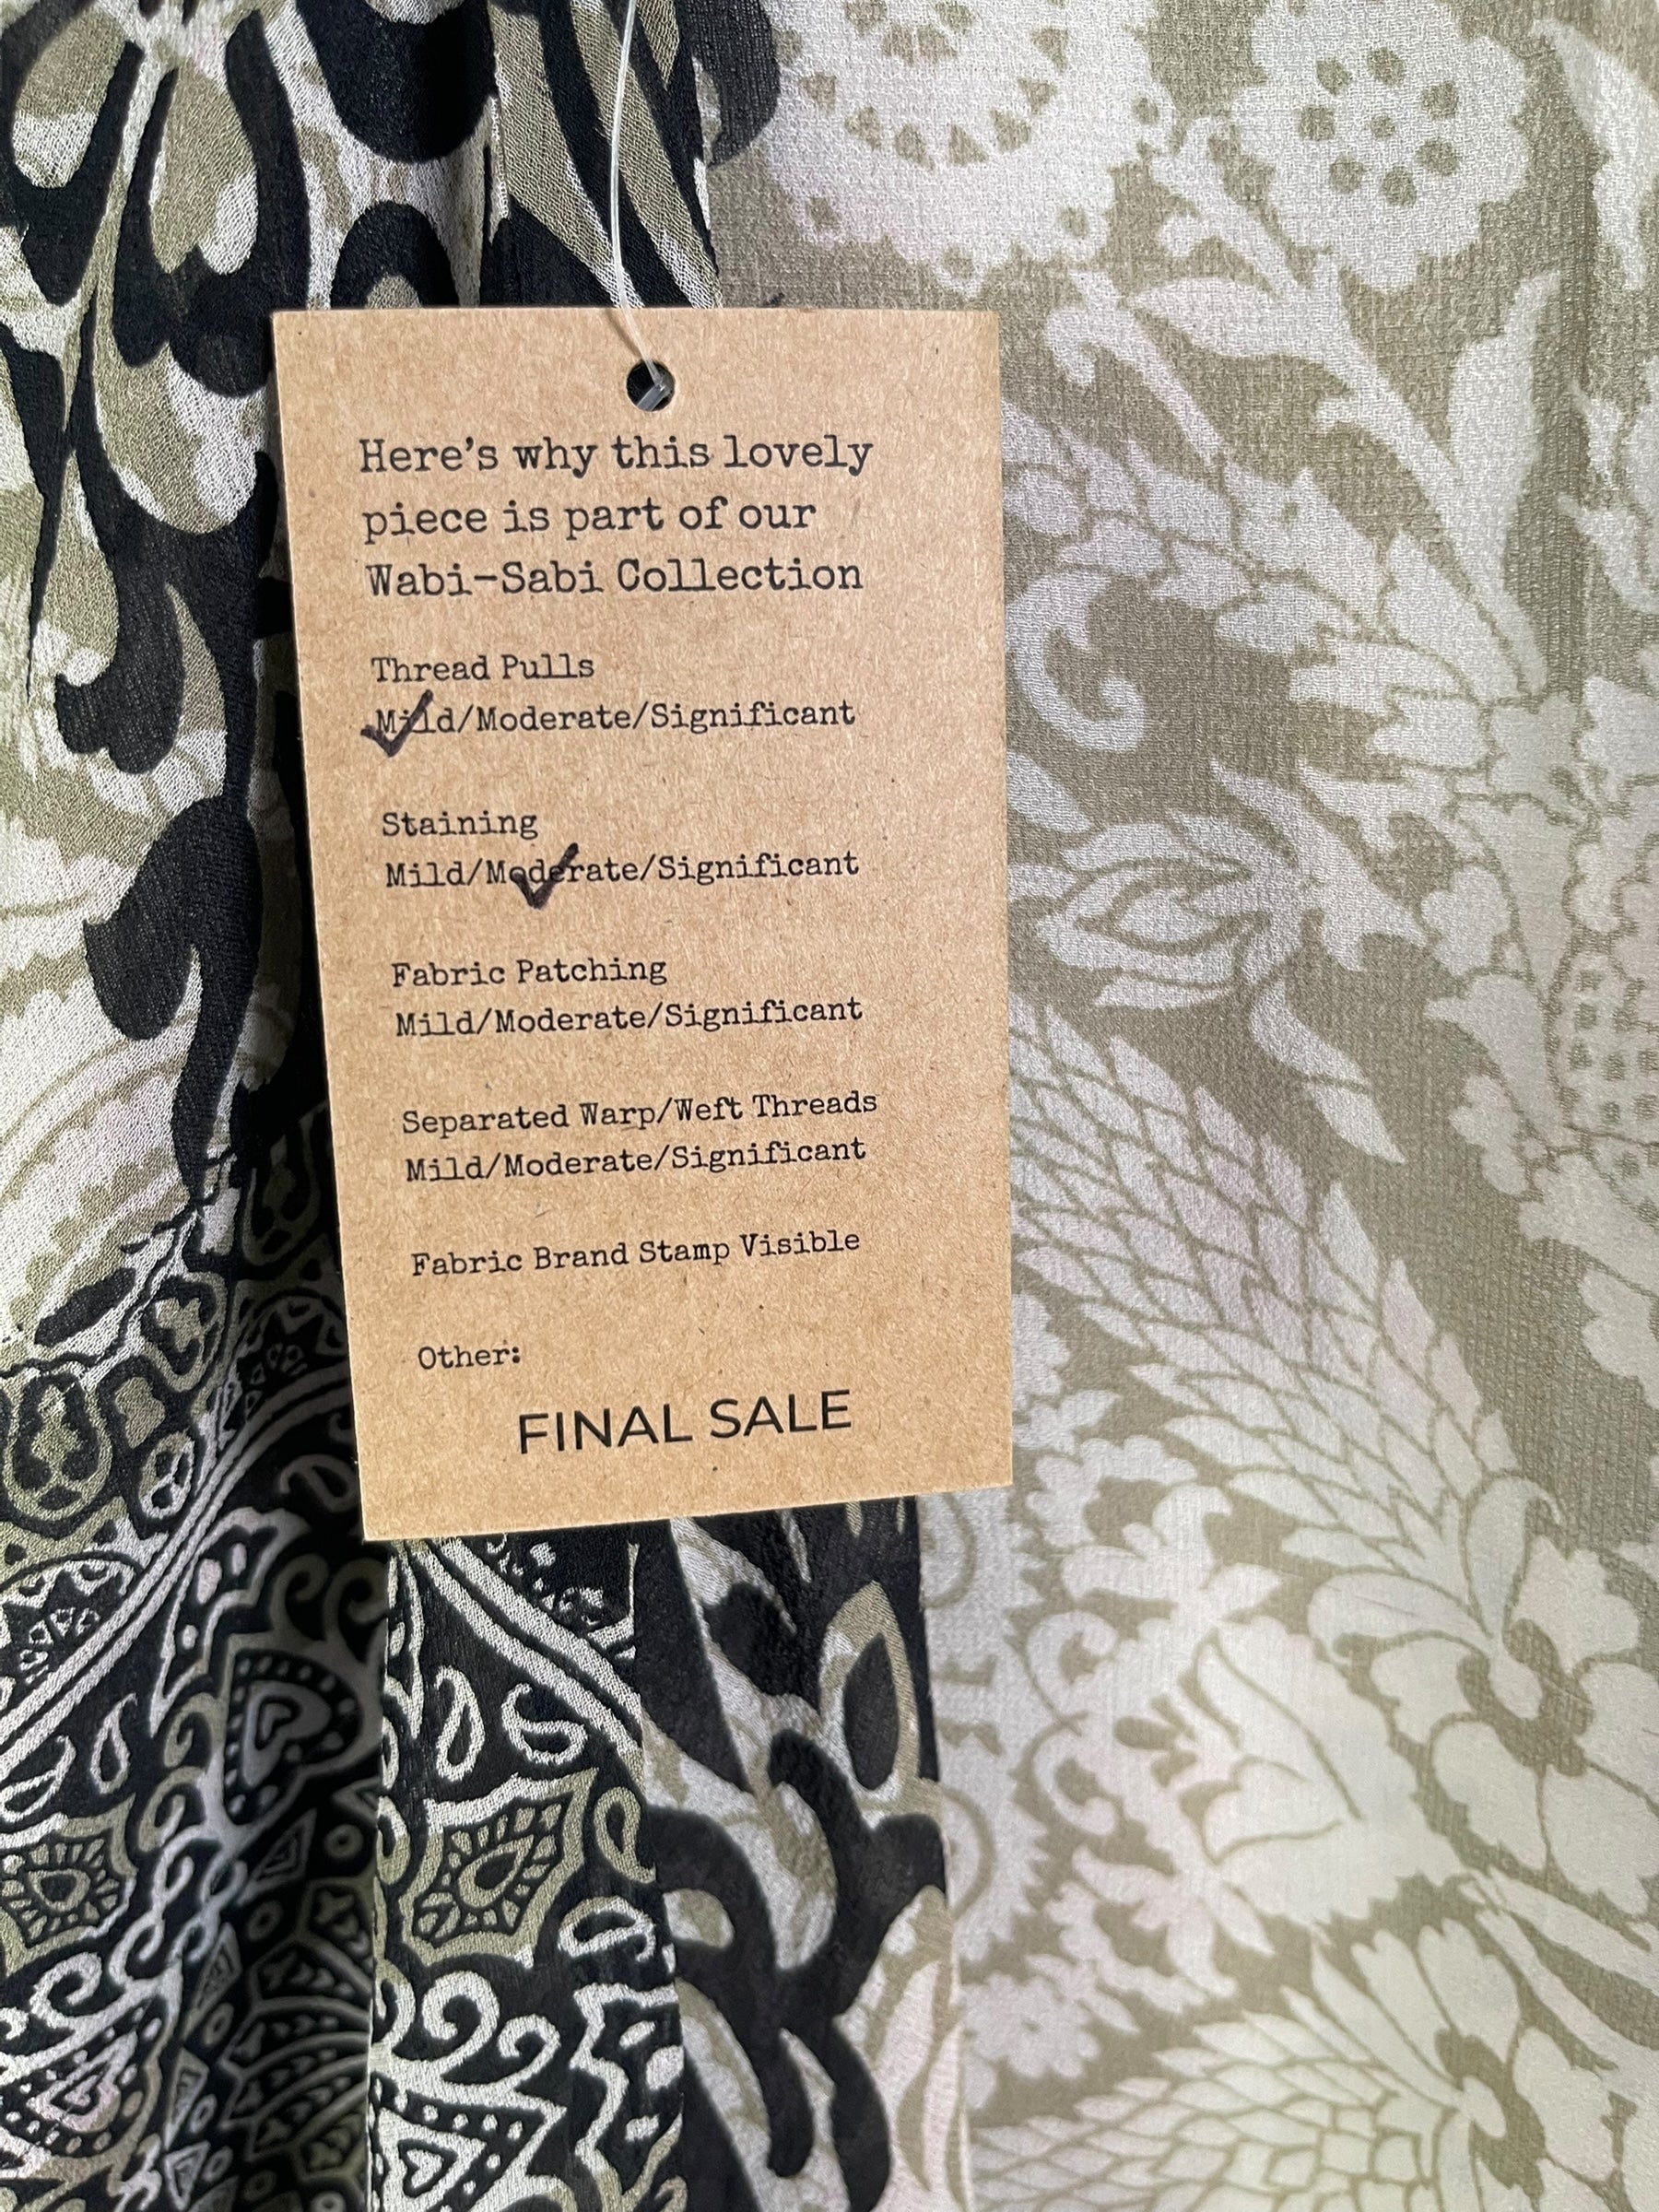 Here's why this lovely
piece is part of our
Wabi-Sabi Collection
Thread Pulls
Mild/Moderate/Significant
Staining
Mild/Moderate/Significant
Fabric Patching
Mild/Moderate/Significant
Separated Warp/Weft Threads
Mild/Moderate/Significant
Fabric Brand Stamp Visible
Other:
FINAL SALE